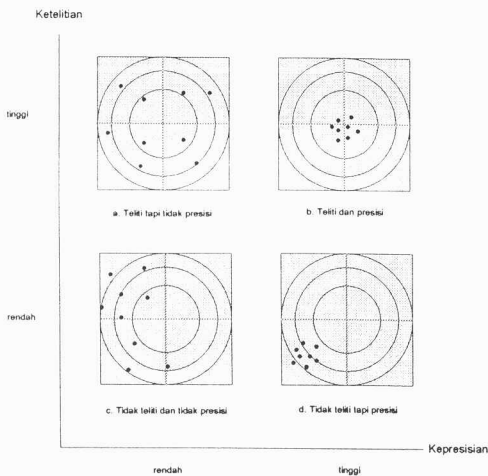 Ketelitian
tinggi
a. Teliti tapi tidak presisi
b. Teliti dan presisi
rendah
c. Tidak teliti dan tidak presisi
d. Tidak teliti tapi presisi
Kepresisian
rendah
tinggi